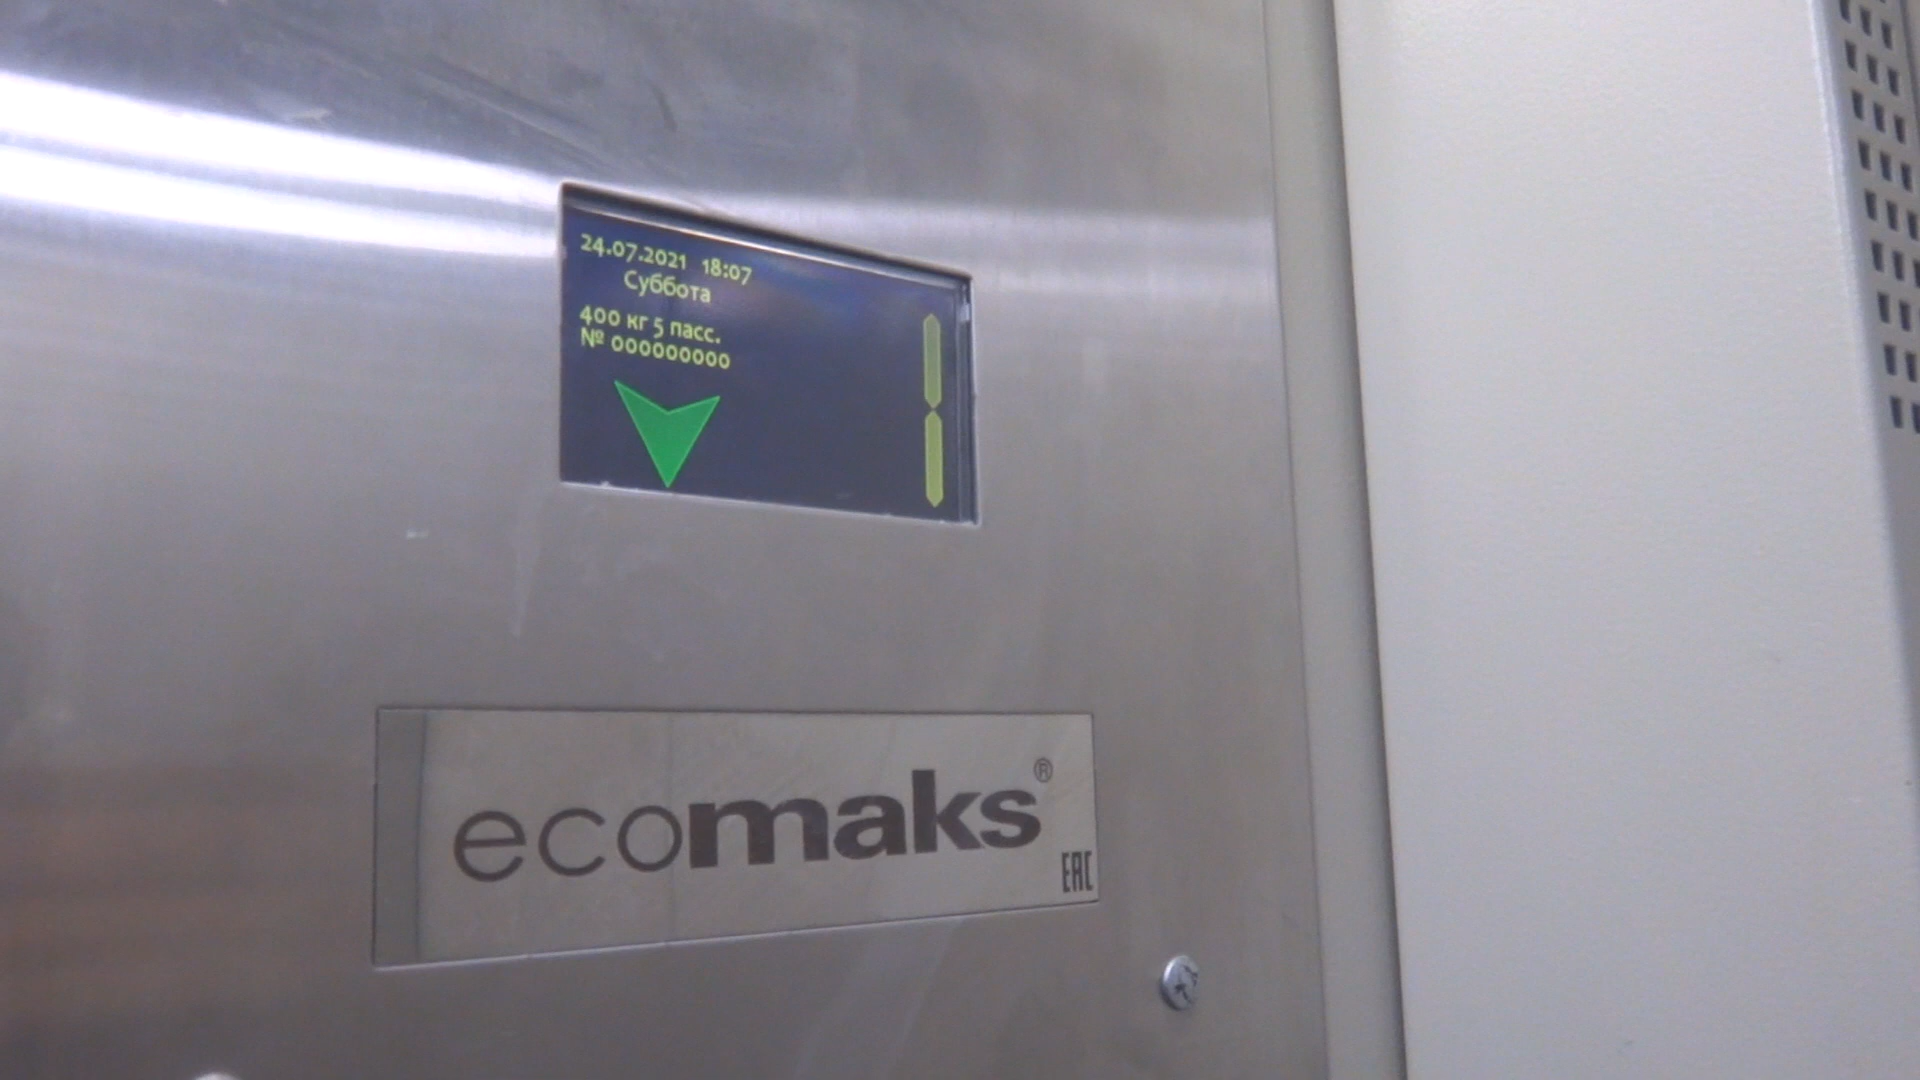 24.07.2021 18:07
Суббота
400 кг 5 пасс.
№ 000000000
1
ecomaks®
EAC